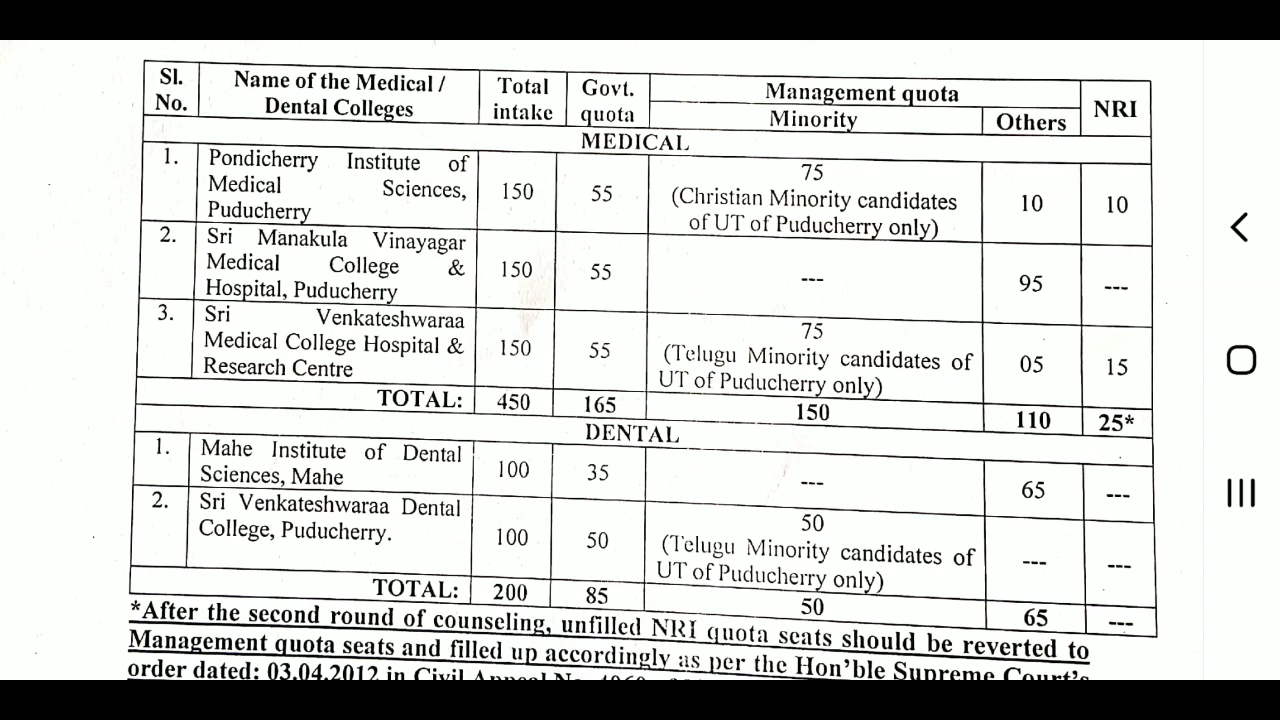 Sl. No. Name of the Medical / Dental Colleges Total intake Govt. quota Management quota NRI
Minority Others
MEDICAL
1. Pondicherry Institute of
Medical Sciences,
Puducherry
150 55
75
(Christian Minority candidates
of UT of Puducherry only)
10 10
2. Sri Manakula Vinayagar
Medical College &
Hospital, Puducherry
150 55 --- 95 ---
3. Sri Venkateshwaraa
Medical College Hospital &
Research Centre
150 55
75
(Telugu Minority candidates of
UT of Puducherry only)
05 15
TOTAL: 450 165 150 110 25*
DENTAL
1. Mahe Institute of Dental
Sciences, Mahe
100 35 --- 65 ---
2. Sri Venkateshwaraa Dental
College, Puducherry.
100 50
50
(Telugu Minority candidates of
UT of Puducherry only)
--- ---
TOTAL: 200 85 50 65 ---
*After the second round of counseling, unfilled NRI quota seats should be reverted to
Management quota seats and filled up accordingly as per the Hon'ble Supreme Court's
order dated: 03.04.2012 in Civil Appeal No.